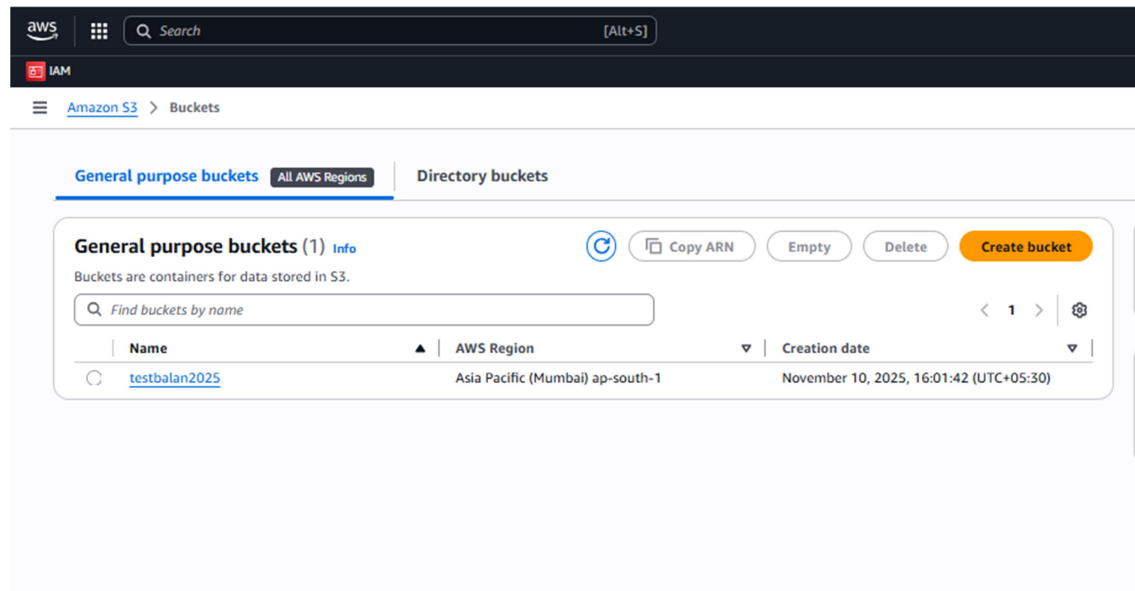 aws Search [Alt+S]
IAM
Amazon S3 > Buckets
General purpose buckets All AWS Regions Directory buckets
General purpose buckets (1) Info Copy ARN Empty Delete Create bucket
Buckets are containers for data stored in S3.
Find buckets by name < 1 >
Name AWS Region Creation date
testbalan2025 Asia Pacific (Mumbai) ap-south-1 November 10, 2025, 16:01:42 (UTC+05:30)